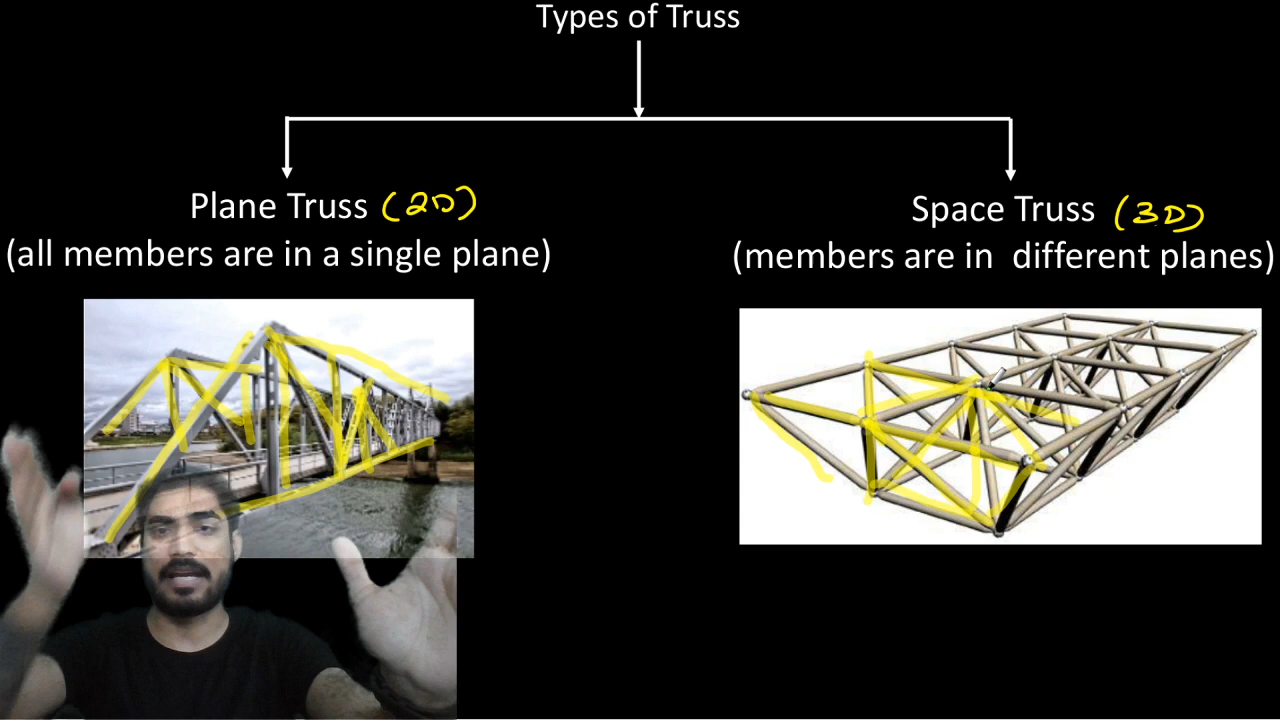 Types of Truss
Plane Truss (2D)
(all members are in a single plane)
Space Truss (3D)
(members are in different planes)